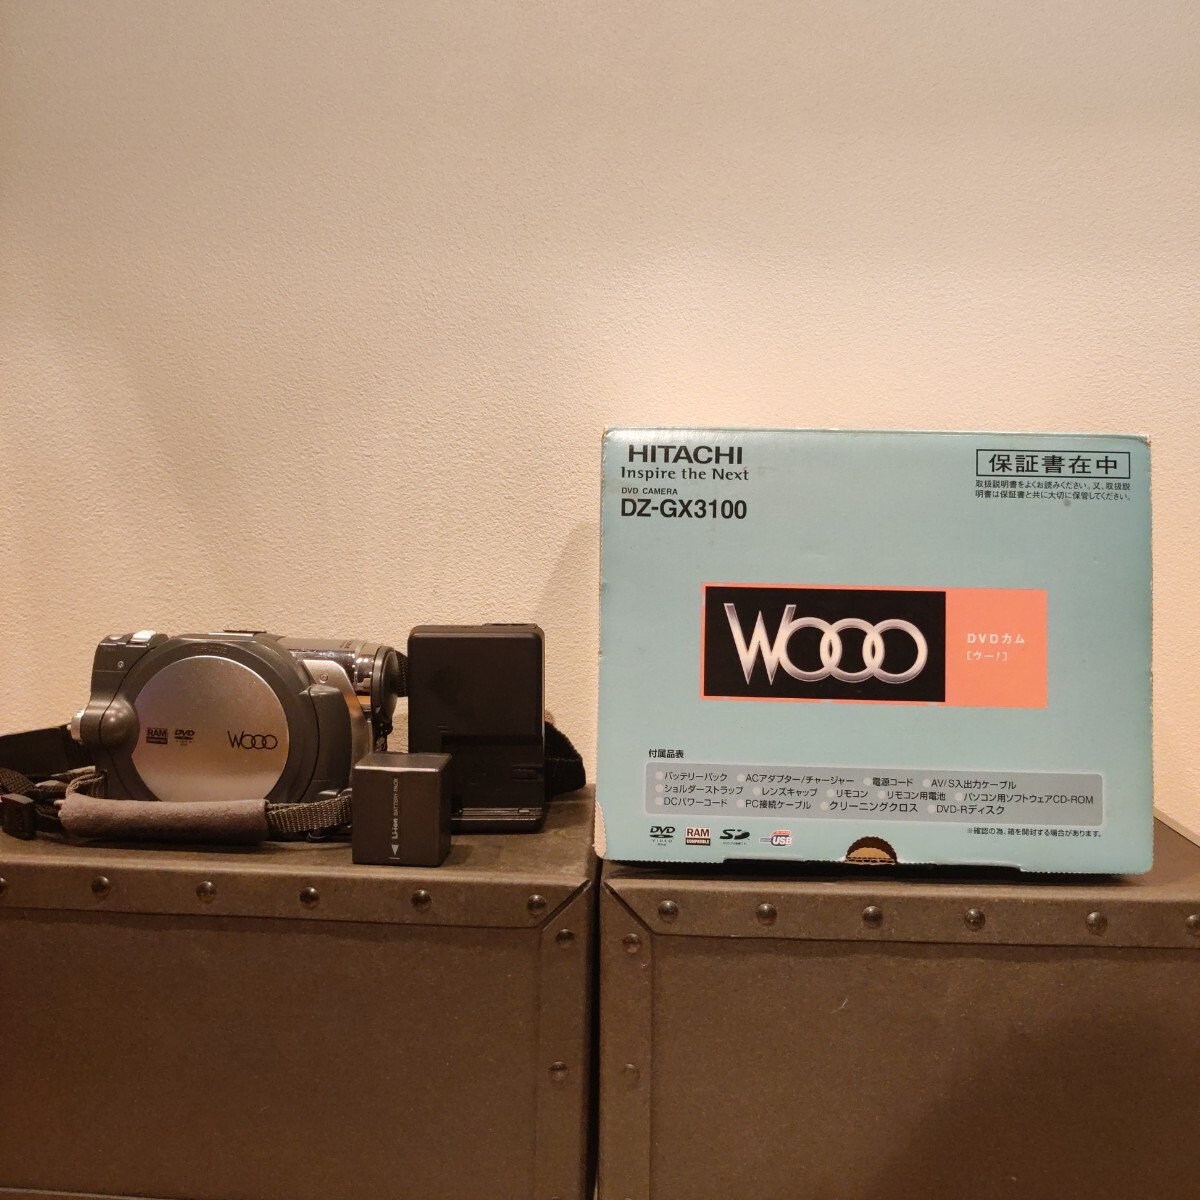 HITACHI
Inspire the Next
DVD CAMERA
DZ-GX3100
保証書在中
取扱説明書をよくお読みください。又、取扱説
明書は保証書と共に大切に保管してください。
Wooo
DVDカム
[ウー!]
付属品表
バッテリーパック ACアダプター/チャージャー 電源コード AV/S入出力ケーブル
ショルダーストラップ レンズキャップ リモコン リモコン用電池 パソコン用ソフトウェアCD-ROM
DCパワーコード PC接続ケーブル クリーニングクロス DVD-Rディスク
※確認の為、箱を開封する場合があります。
DVD
VIDEO
RAM
COMPATIBLE
SD
USB
RAM
DVD
Wooo
Li-ion BATTERY PACK